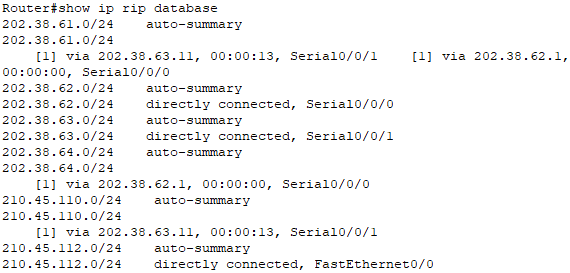 Router#show ip rip database
202.38.61.0/24    auto-summary
202.38.61.0/24
    [1] via 202.38.63.11, 00:00:13, Serial0/0/1    [1] via 202.38.62.1,
00:00:00, Serial0/0/0
202.38.62.0/24    auto-summary
202.38.62.0/24    directly connected, Serial0/0/0
202.38.63.0/24    auto-summary
202.38.63.0/24    directly connected, Serial0/0/1
202.38.64.0/24    auto-summary
202.38.64.0/24
    [1] via 202.38.62.1, 00:00:00, Serial0/0/0
210.45.110.0/24    auto-summary
210.45.110.0/24
    [1] via 202.38.63.11, 00:00:13, Serial0/0/1
210.45.112.0/24    auto-summary
210.45.112.0/24    directly connected, FastEthernet0/0